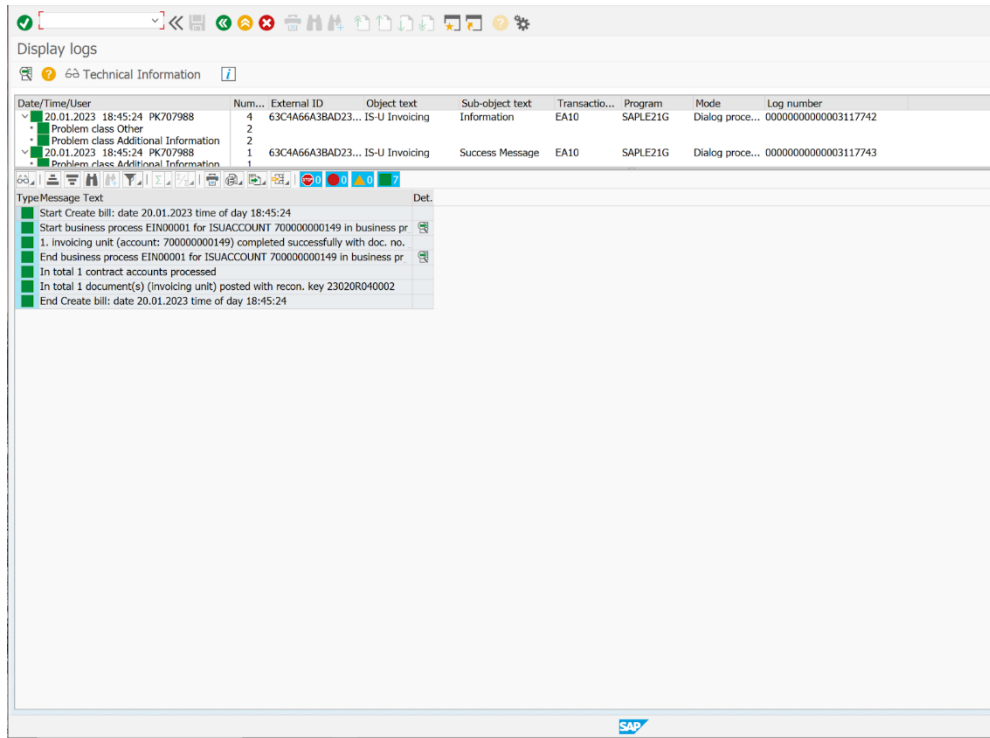 Display logs
Technical Information
Date/Time/User Num... External ID Object text Sub-object text Transactio... Program Mode Log number
20.01.2023 18:45:24 PK707988 4 63C4A66A3BAD23... IS-U Invoicing Information EA10 SAPLE21G Dialog proce... 00000000000003117742
Problem class Other 2
Problem class Additional Information 2
20.01.2023 18:45:24 PK707988 1 63C4A66A3BAD23... IS-U Invoicing Success Message EA10 SAPLE21G Dialog proce... 00000000000003117743
Problem class Additional Information 1
STOP 0 0 0 7
Type Message Text Det.
Start Create bill: date 20.01.2023 time of day 18:45:24
Start business process EIN00001 for ISUACCOUNT 700000000149 in business pr
1. invoicing unit (account: 700000000149) completed successfully with doc. no.
End business process EIN00001 for ISUACCOUNT 700000000149 in business pr
In total 1 contract accounts processed
In total 1 document(s) (invoicing unit) posted with recon. key 23020R040002
End Create bill: date 20.01.2023 time of day 18:45:24
SAP